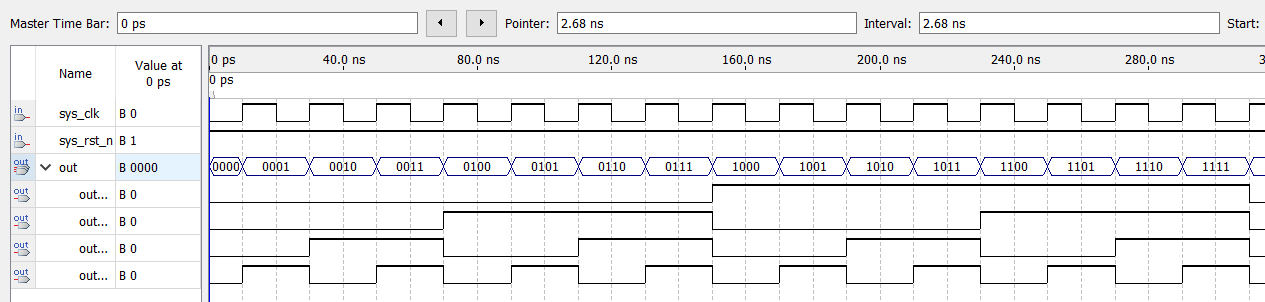 Master Time Bar: 0 ps Pointer: 2.68 ns Interval: 2.68 ns Start:
Name Value at 0 ps
0 ps 40.0 ns 80.0 ns 120.0 ns 160.0 ns 200.0 ns 240.0 ns 280.0 ns 3
0 ps
in sys_clk B 0
in sys_rst_n B 1
out out B 0000 0000 0001 0010 0011 0100 0101 0110 0111 1000 1001 1010 1011 1100 1101 1110 1111
out out... B 0
out out... B 0
out out... B 0
out out... B 0